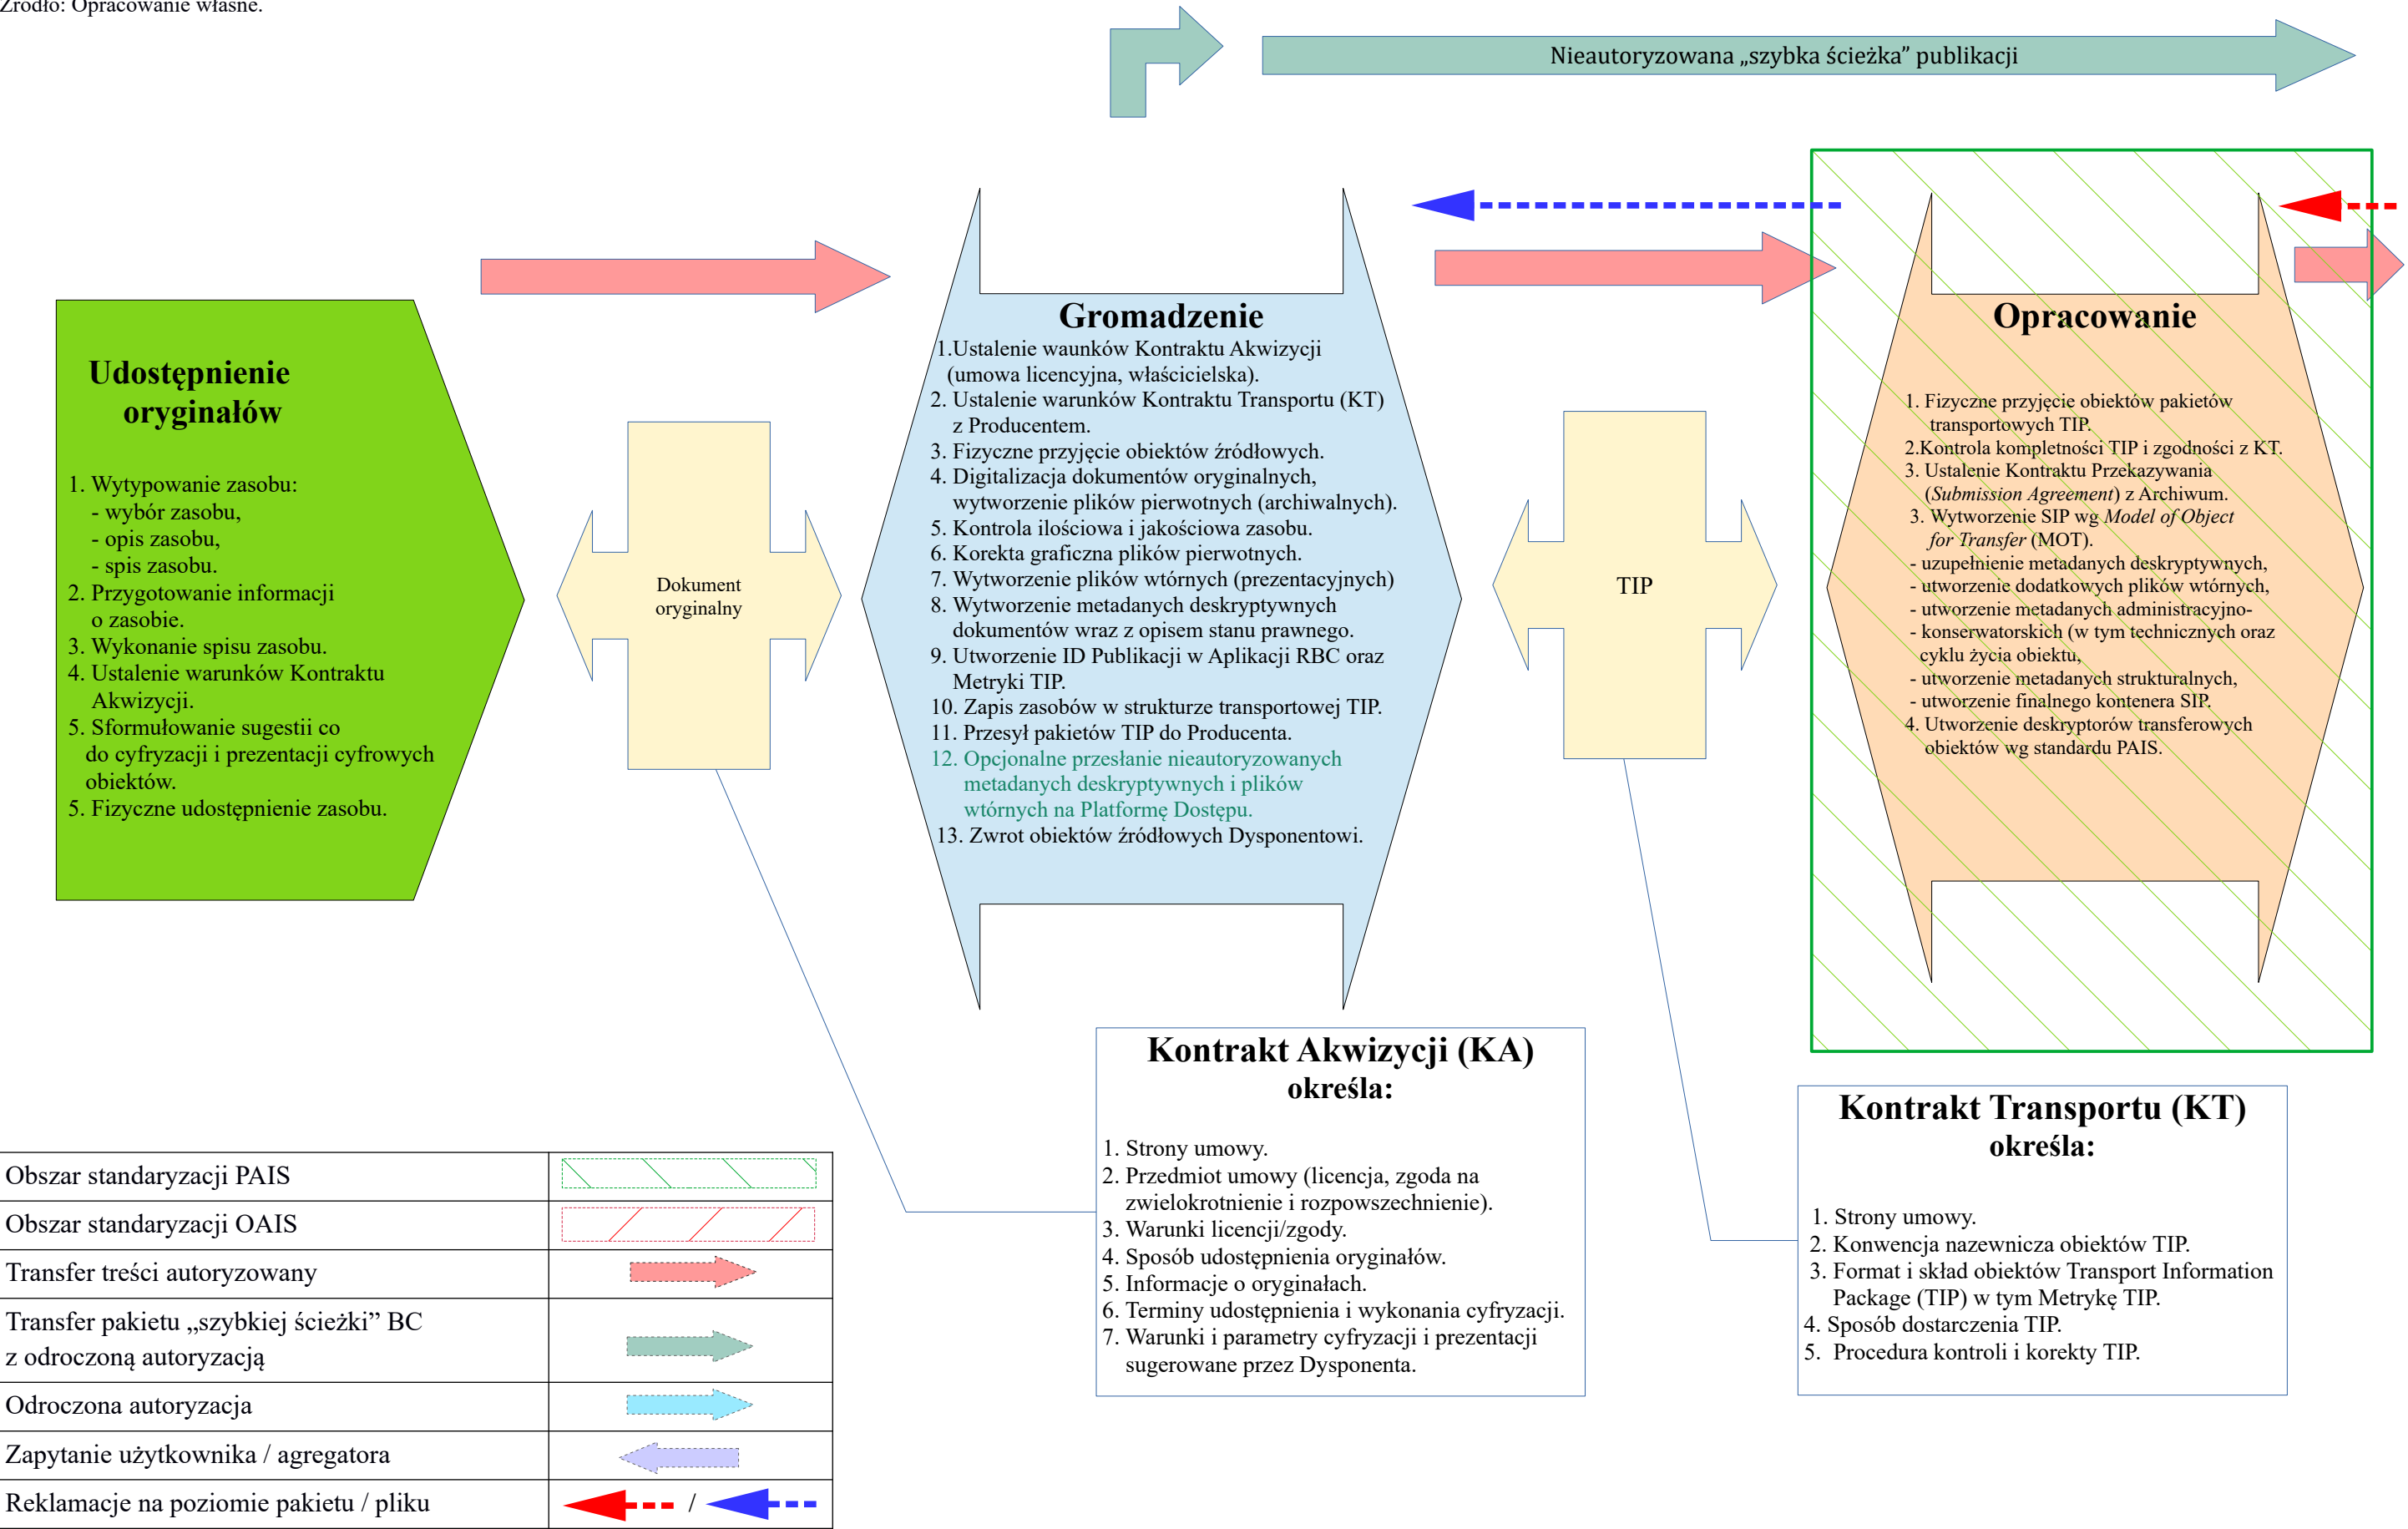 Źródło: Opracowanie własne.
Nieautoryzowana „szybka ścieżka” publikacji
Udostępnienie
oryginałów
1. Wytypowanie zasobu:
- wybór zasobu,
- opis zasobu,
- spis zasobu.
2. Przygotowanie informacji
o zasobie.
3. Wykonanie spisu zasobu.
4. Ustalenie warunków Kontraktu
Akwizycji.
5. Sformułowanie sugestii co
do cyfryzacji i prezentacji cyfrowych
obiektów.
5. Fizyczne udostępnienie zasobu.
Dokument
oryginalny
Gromadzenie
1.Ustalenie waunków Kontraktu Akwizycji
(umowa licencyjna, właścicielska).
2. Ustalenie warunków Kontraktu Transportu (KT)
z Producentem.
3. Fizyczne przyjęcie obiektów źródłowych.
4. Digitalizacja dokumentów oryginalnych,
wytworzenie plików pierwotnych (archiwalnych).
5. Kontrola ilościowa i jakościowa zasobu.
6. Korekta graficzna plików pierwotnych.
7. Wytworzenie plików wtórnych (prezentacyjnych)
8. Wytworzenie metadanych deskryptywnych
dokumentów wraz z opisem stanu prawnego.
9. Utworzenie ID Publikacji w Aplikacji RBC oraz
Metryki TIP.
10. Zapis zasobów w strukturze transportowej TIP.
11. Przesył pakietów TIP do Producenta.
12. Opcjonalne przesłanie nieautoryzowanych
metadanych deskryptywnych i plików
wtórnych na Platformę Dostępu.
13. Zwrot obiektów źródłowych Dysponentowi.
TIP
Opracowanie
1. Fizyczne przyjęcie obiektów pakietów
transportowych TIP.
2.Kontrola kompletności TIP i zgodności z KT.
3. Ustalenie Kontraktu Przekazywania
(Submission Agreement) z Archiwum.
3. Wytworzenie SIP wg Model of Object
for Transfer (MOT).
- uzupełnienie metadanych deskryptywnych,
- utworzenie dodatkowych plików wtórnych,
- utworzenie metadanych administracyjno-
- konserwatorskich (w tym technicznych oraz
cyklu życia obiektu,
- utworzenie metadanych strukturalnych,
- utworzenie finalnego kontenera SIP.
4. Utworzenie deskryptorów transferowych
obiektów wg standardu PAIS.
Kontrakt Akwizycji (KA)
określa:
1. Strony umowy.
2. Przedmiot umowy (licencja, zgoda na
zwielokrotnienie i rozpowszechnienie).
3. Warunki licencji/zgody.
4. Sposób udostępnienia oryginałów.
5. Informacje o oryginałach.
6. Terminy udostępnienia i wykonania cyfryzacji.
7. Warunki i parametry cyfryzacji i prezentacji
sugerowane przez Dysponenta.
Kontrakt Transportu (KT)
określa:
1. Strony umowy.
2. Konwencja nazewnicza obiektów TIP.
3. Format i skład obiektów Transport Information
Package (TIP) w tym Metrykę TIP.
4. Sposób dostarczenia TIP.
5. Procedura kontroli i korekty TIP.
Obszar standaryzacji PAIS
Obszar standaryzacji OAIS
Transfer treści autoryzowany
Transfer pakietu „szybkiej ścieżki” BC
z odroczoną autoryzacją
Odroczona autoryzacja
Zapytanie użytkownika / agregatora
Reklamacje na poziomie pakietu / pliku
/